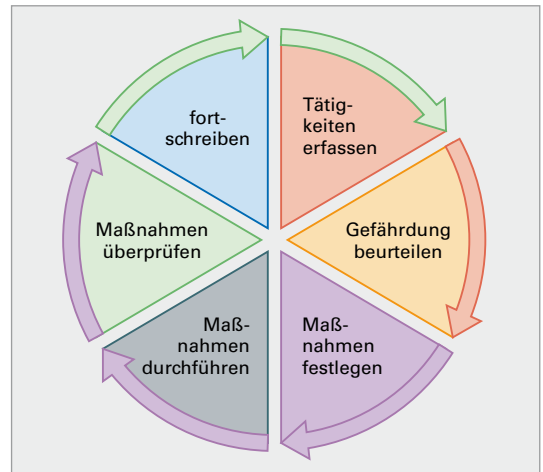 Tätig-
keiten
erfassen
Gefährdung
beurteilen
Maß-
nahmen
festlegen
Maß-
nahmen
durchführen
Maßnahmen
überprüfen
fort-
schreiben